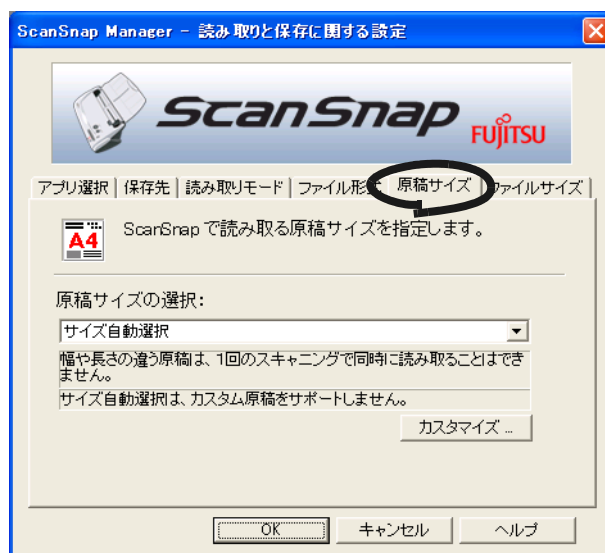 ScanSnap Manager - 読み取りと保存に関する設定
ScanSnap
FUJITSU
アプリ選択 保存先 読み取りモード ファイル形式 原稿サイズ ファイルサイズ
A4
ScanSnap で読み取る原稿サイズを指定します。
原稿サイズの選択:
サイズ自動選択
幅や長さの違う原稿は、1回のスキャニングで同時に読み取ることはでき
ません。
サイズ自動選択は、カスタム原稿をサポートしません。
カスタマイズ ...
OK キャンセル ヘルプ